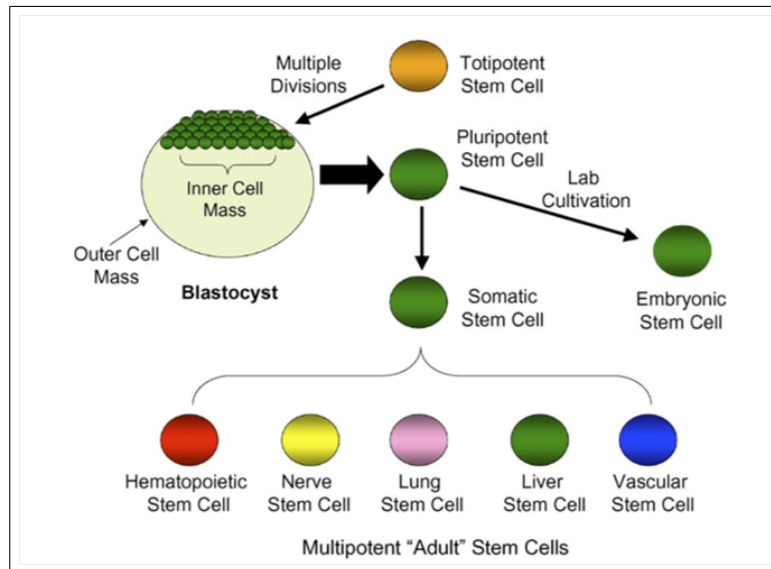 Multiple
Divisions
Totipotent
Stem Cell
Pluripotent
Stem Cell
Inner Cell
Mass
Lab
Cultivation
Outer Cell
Mass
Blastocyst
Somatic
Stem Cell
Embryonic
Stem Cell
Hematopoietic
Stem Cell
Nerve
Stem Cell
Lung
Stem Cell
Liver
Stem Cell
Vascular
Stem Cell
Multipotent “Adult” Stem Cells